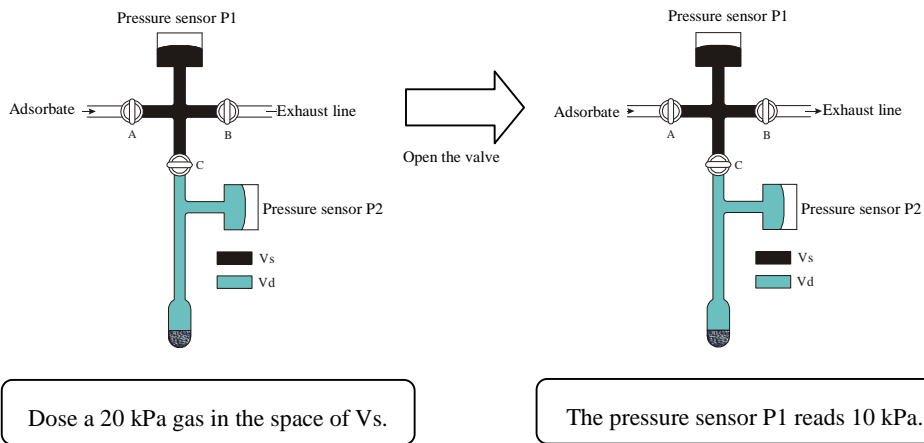 Pressure sensor P1
Adsorbate
Exhaust line
A
B
C
Pressure sensor P2
Vs
Vd
Dose a 20 kPa gas in the space of Vs.
Open the valve
Pressure sensor P1
Adsorbate
Exhaust line
A
B
C
Pressure sensor P2
Vs
Vd
The pressure sensor P1 reads 10 kPa.